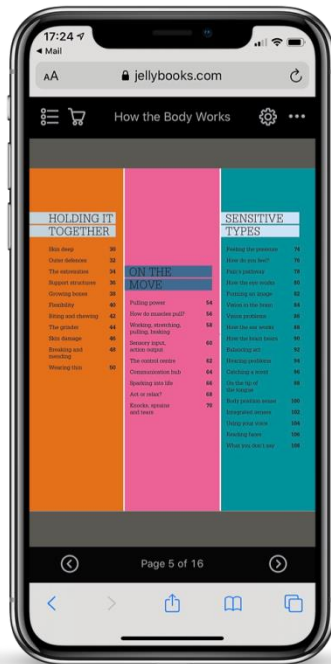 17:24
Mail
AA
jellybooks.com
How the Body Works
HOLDING IT
TOGETHER
Skin deep 30
Outer defences 32
The extremities 34
Support structures 36
Growing bones 38
Flexibility 40
Biting and chewing 42
The grinder 44
Skin damage 46
Breaking and 48
mending
Wearing thin 50
ON THE
MOVE
Pulling power 54
How do muscles pull? 56
Working, stretching, 58
pulling, braking
Sensory input, 60
action output
The control centre 62
Communication hub 64
Sparking into life 66
Act or relax? 68
Knocks, sprains 70
and tears
SENSITIVE
TYPES
Feeling the pressure 74
How do you feel? 76
Pain's pathway 78
How the eye works 80
Forming an image 82
Vision in the brain 84
Vision problems 86
How the ear works 88
How the brain hears 90
Balancing act 92
Hearing problems 94
Catching a scent 96
On the tip of 98
the tongue
Body position sense 100
Integrated senses 102
Using your voice 104
Reading faces 106
What you don't say 108
Page 5 of 16